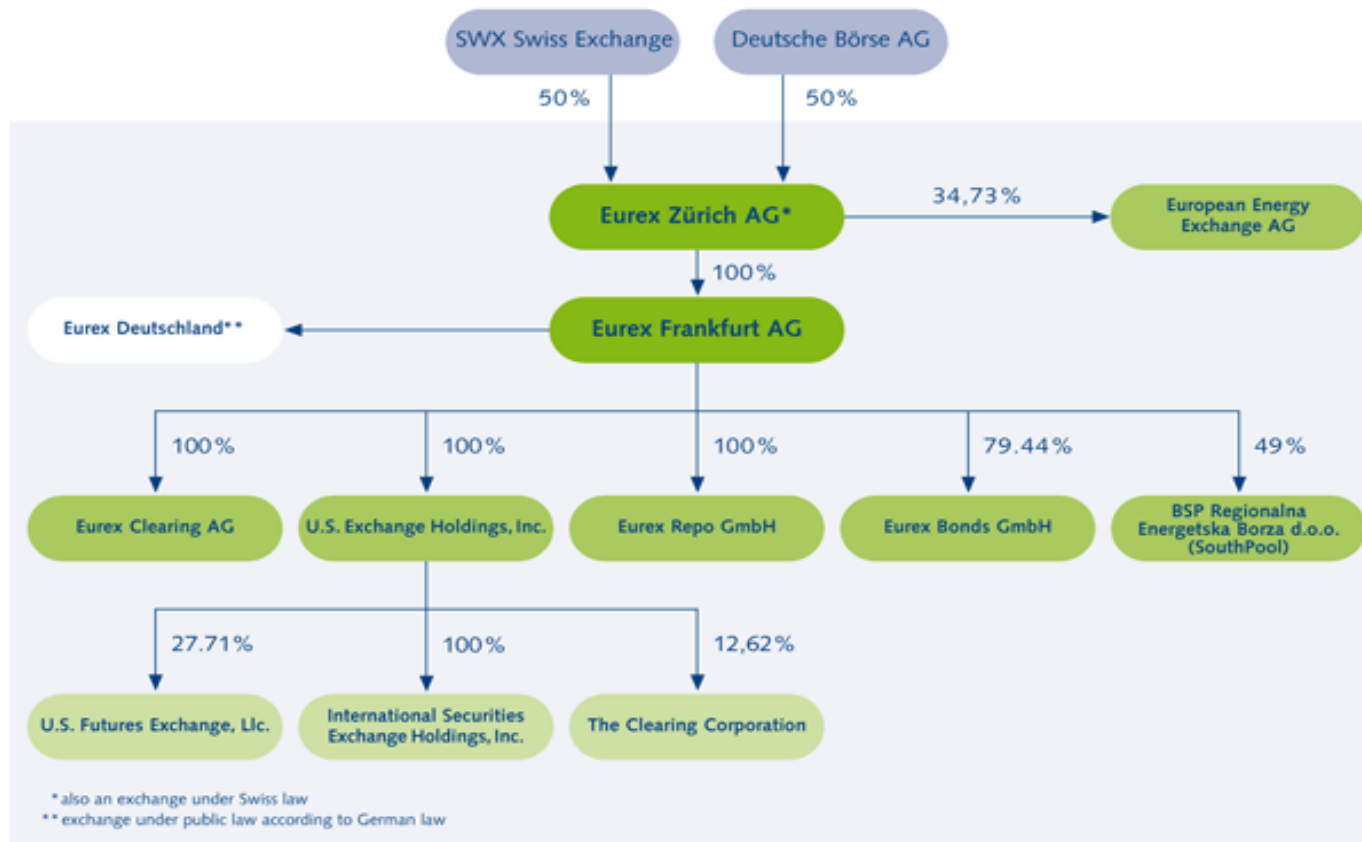 SWX Swiss Exchange
Deutsche Börse AG
50%
50%
Eurex Zürich AG*
34,73%
European Energy
Exchange AG
100%
Eurex Deutschland**
Eurex Frankfurt AG
100%
100%
100%
79.44%
49%
Eurex Clearing AG
U.S. Exchange Holdings, Inc.
Eurex Repo GmbH
Eurex Bonds GmbH
BSP Regionalna
Energetska Borza d.o.o.
(SouthPool)
27.71%
100%
12,62%
U.S. Futures Exchange, Llc.
International Securities
Exchange Holdings, Inc.
The Clearing Corporation
* also an exchange under Swiss law
** exchange under public law according to German law